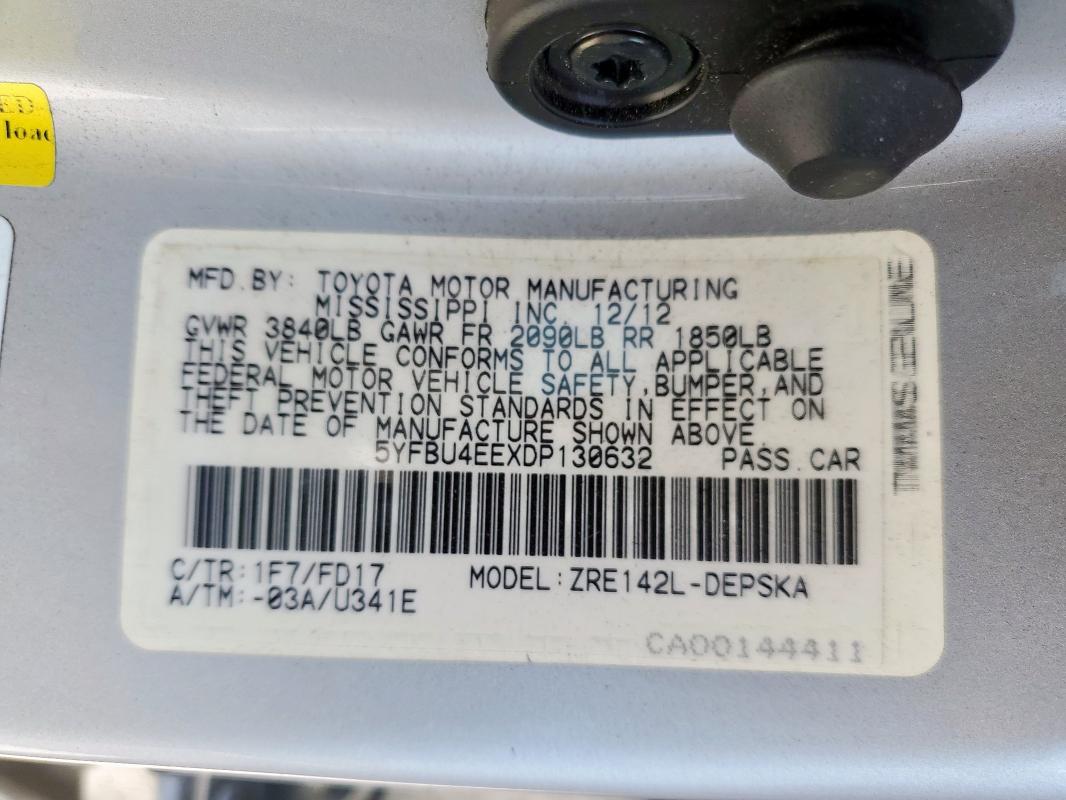 ED
load
MFD.BY: TOYOTA MOTOR MANUFACTURING
MISSISSIPPI INC. 12/12
GVWR 3840LB GAWR FR 2090LB RR 1850LB
THIS VEHICLE CONFORMS TO ALL APPLICABLE
FEDERAL MOTOR VEHICLE SAFETY,BUMPER,AND
THEFT PREVENTION STANDARDS IN EFFECT ON
THE DATE OF MANUFACTURE SHOWN ABOVE.
5YFBU4EEXDP130632 PASS.CAR
C/TR:1F7/FD17 MODEL:ZRE142L-DEPSKA
A/TM:-03A/U341E
CA00144411